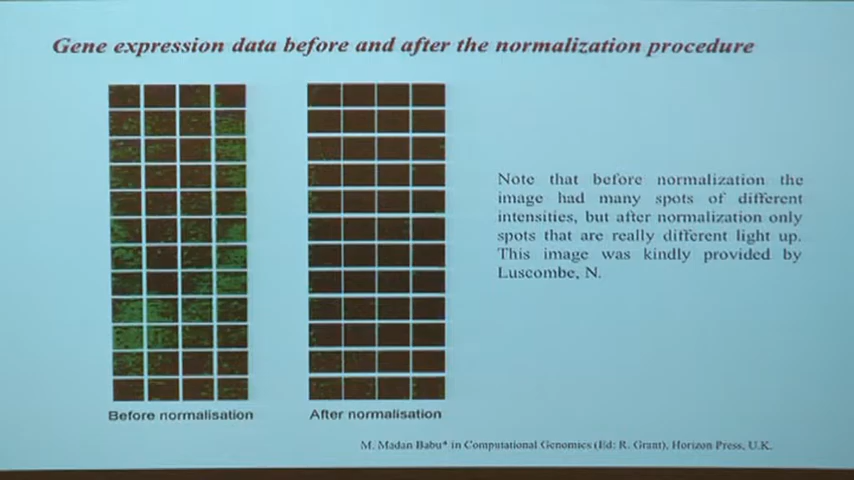 Gene expression data before and after the normalization procedure
Note that before normalization the
image had many spots of different
intensities, but after normalization only
spots that are really different light up.
This image was kindly provided by
Luscombe, N.
Before normalisation
After normalisation
M. Madan Babu* in Computational Genomics (Ed: R. Grant), Horizon Press, U.K.